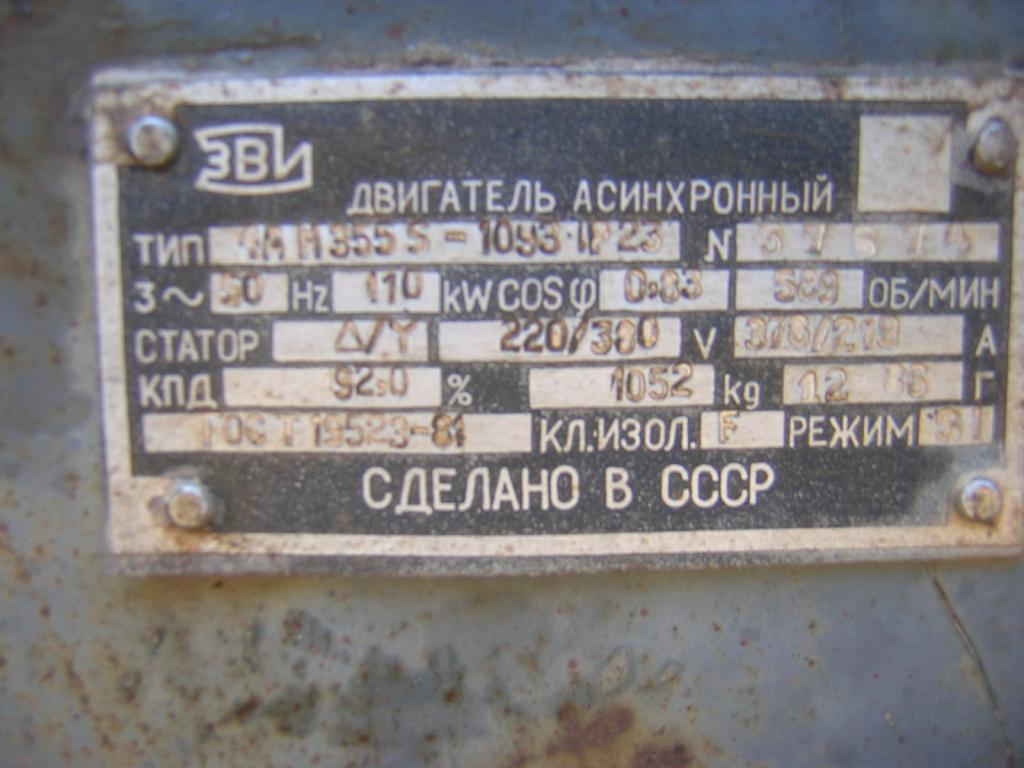 ЗВИ
ДВИГАТЕЛЬ АСИНХРОННЫЙ
ТИП 4АН355S-10У3 IP23 N
3~ 50 Hz 110 kW COS φ 0,83 589 ОБ/МИН
СТАТОР Δ/Y 220/380 V 378/219 А
КПД 92,0 % 1052 kg 12 86 Г
ГОСТ 19523-81 КЛ.ИЗОЛ. F РЕЖИМ S1
СДЕЛАНО В СССР